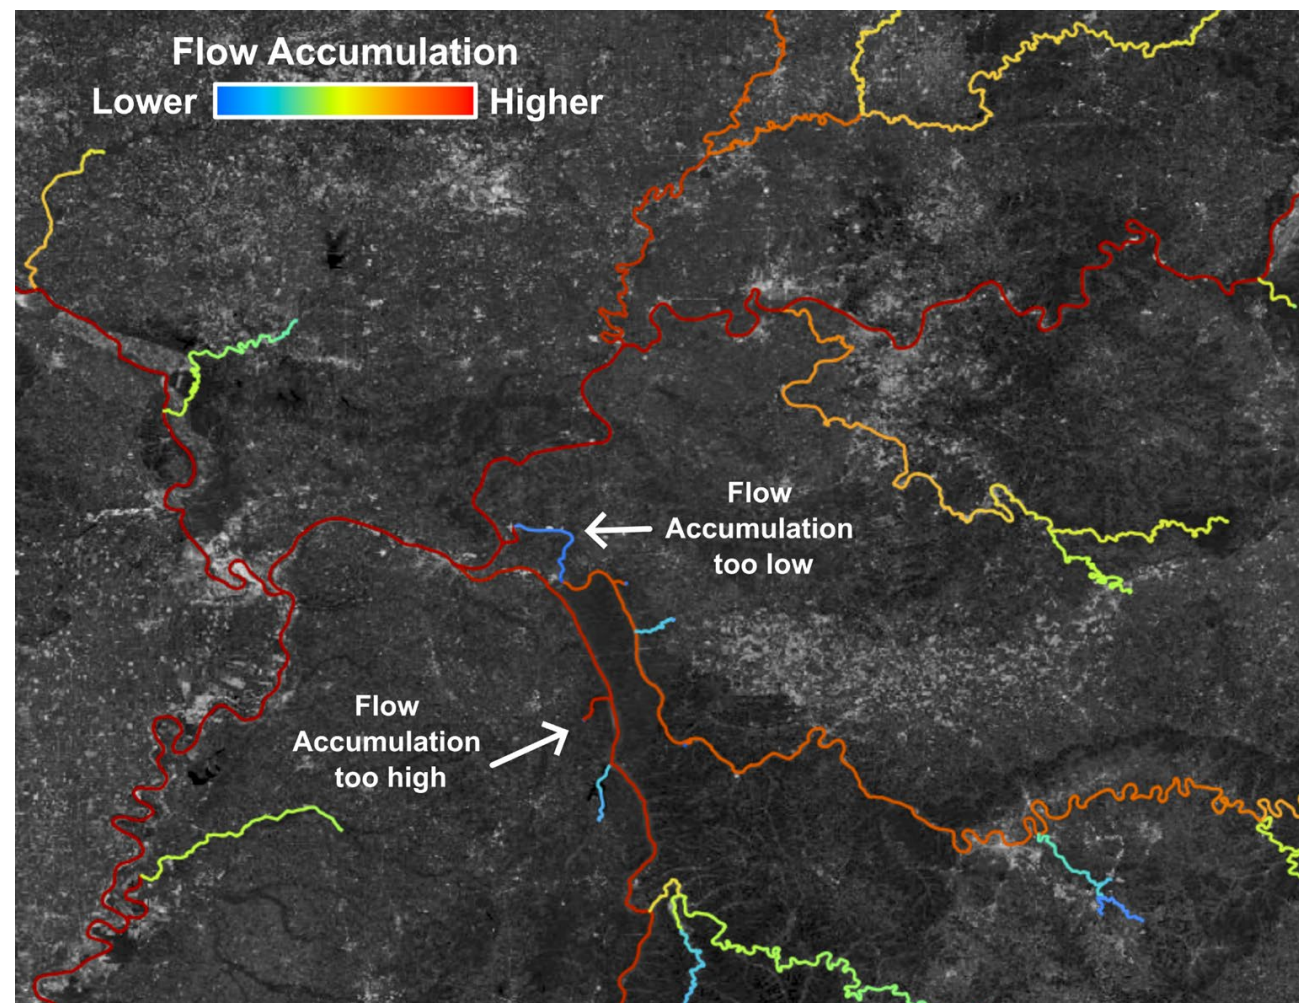 Flow Accumulation
Lower
Higher
Flow
Accumulation
too low
Flow
Accumulation
too high